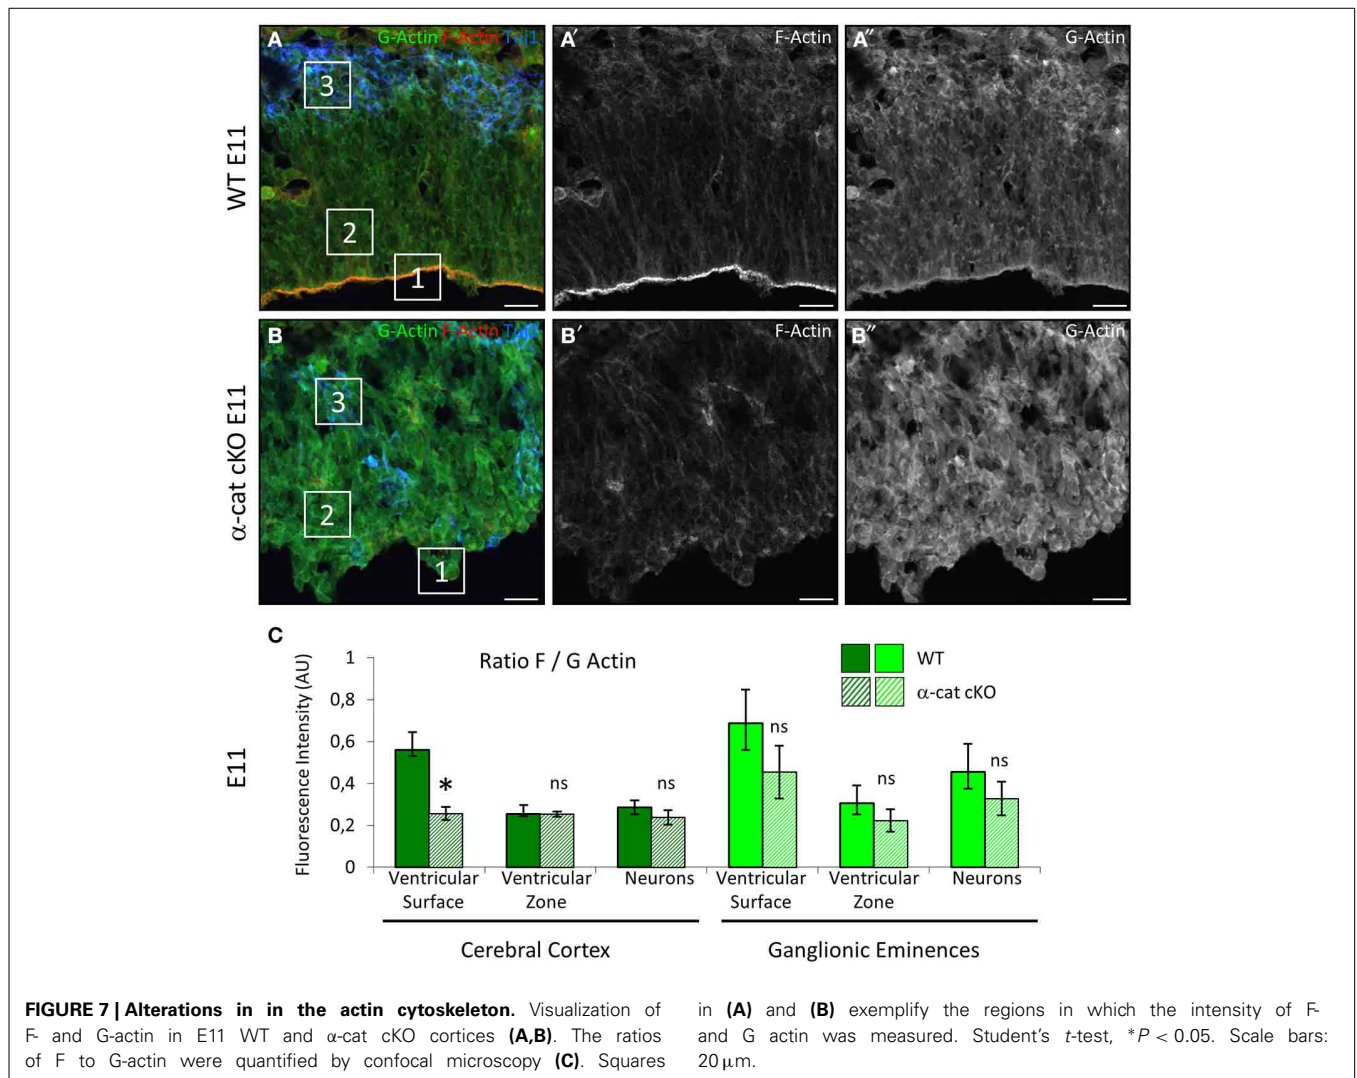 WT E11
A
G-Actin F-Actin Tuj1
3
2
1
A′
F-Actin
A″
G-Actin
α-cat cKO E11
B
G-Actin F-Actin Tuj1
3
2
1
B′
F-Actin
B″
G-Actin
C
E11
Fluorescence Intensity (AU)
Ratio F / G Actin
WT
α-cat cKO
1
0,8
0,6
0,4
0,2
0
*
ns
ns
ns
ns
ns
Ventricular Surface
Ventricular Zone
Neurons
Ventricular Surface
Ventricular Zone
Neurons
Cerebral Cortex
Ganglionic Eminences
FIGURE 7 | Alterations in in the actin cytoskeleton. Visualization of
F- and G-actin in E11 WT and α-cat cKO cortices (A,B). The ratios
of F to G-actin were quantified by confocal microscopy (C). Squares
in (A) and (B) exemplify the regions in which the intensity of F-
and G actin was measured. Student's t-test, *P < 0.05. Scale bars:
20 μm.